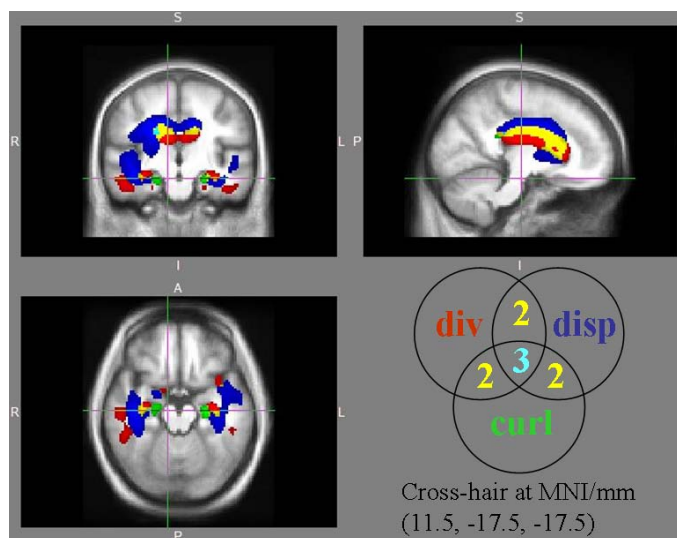 S
S
R
L
P
I
I
A
R
L
P
div
2
disp
3
2
2
curl
Cross-hair at MNI/mm
(11.5, -17.5, -17.5)